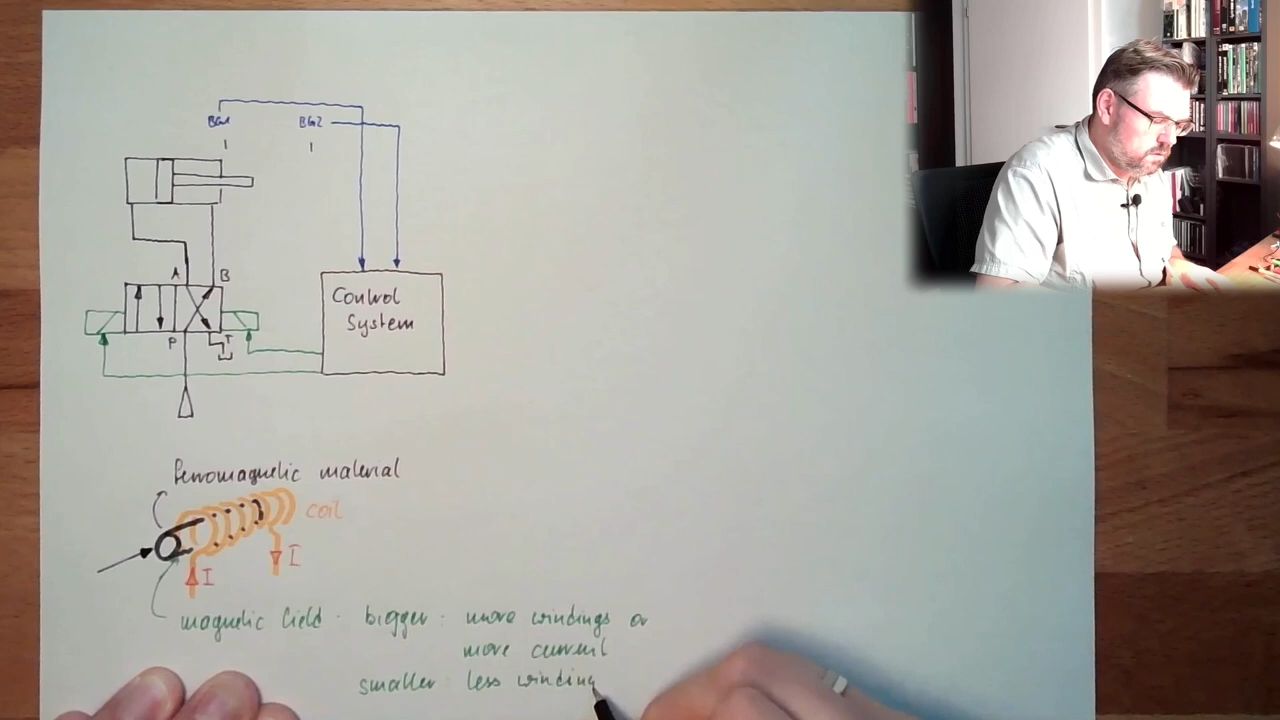 BG1 BG2
A B
P T
Control
System
ferromagnetic material
coil
I I
magnetic field. bigger: more windings or
more current
smaller: less winding